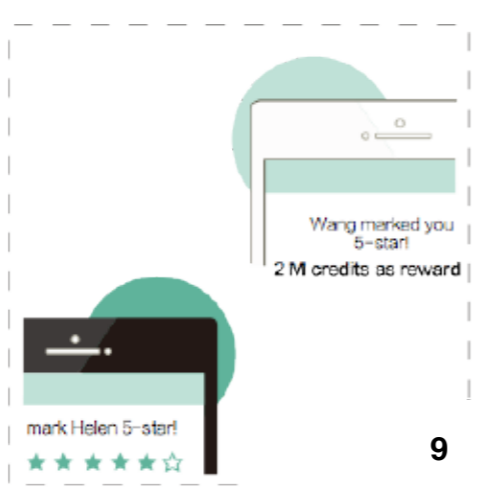 Wang marked you
5-star!
2 M credits as reward
mark Helen 5-star!
9